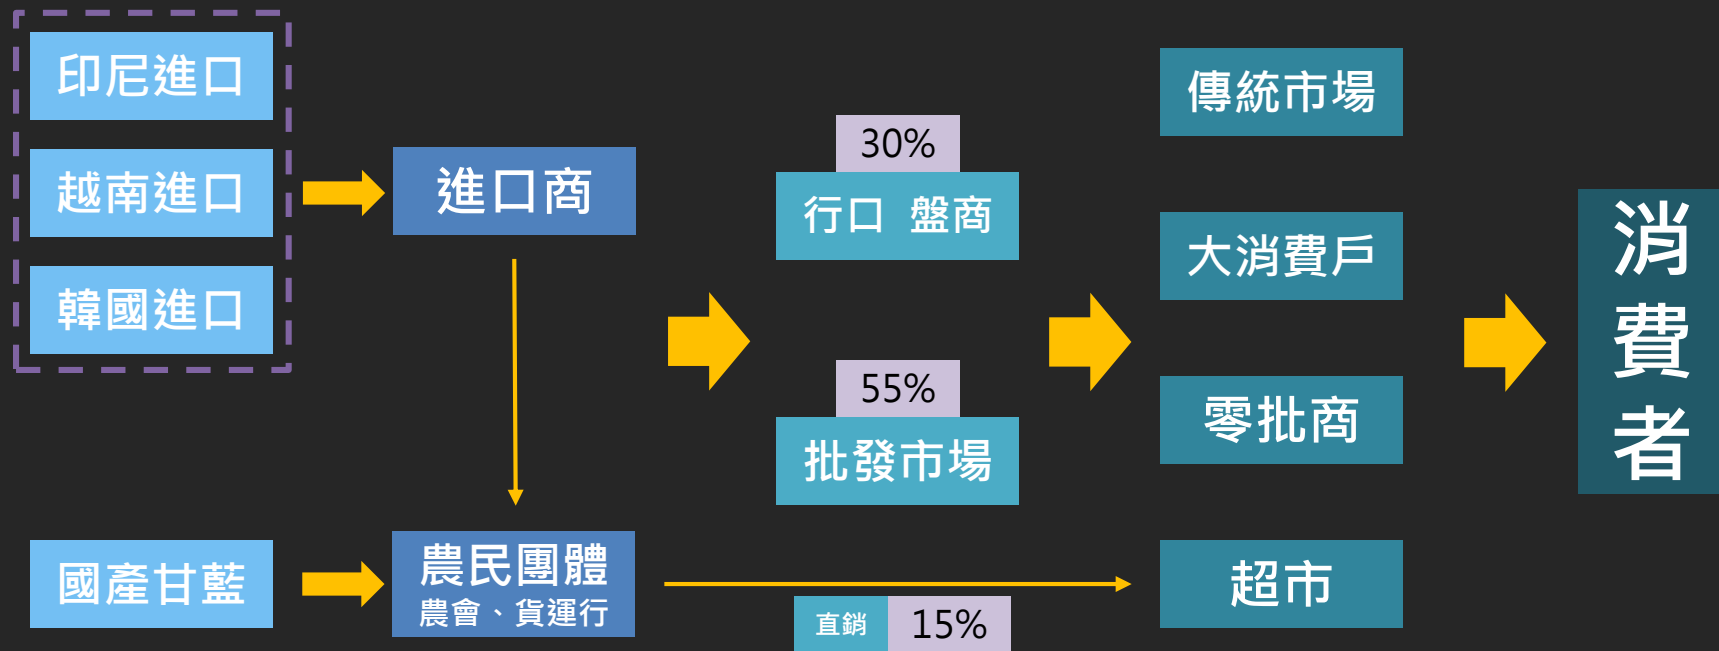 印尼進口
越南進口
韓國進口
國產甘藍
進口商
農民團體
農會、貨運行
30%
行口 盤商
55%
批發市場
直銷 15%
傳統市場
大消費戶
零批商
超市
消
費
者